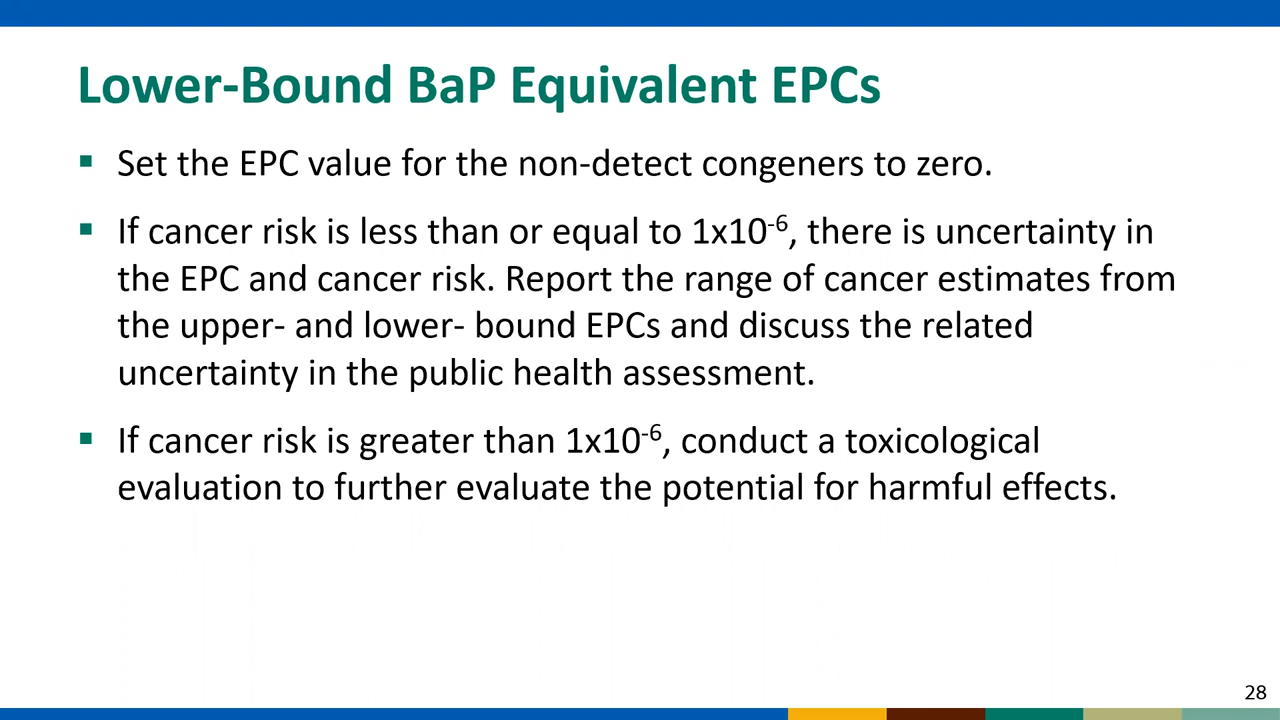 Lower-Bound BaP Equivalent EPCs
▪ Set the EPC value for the non-detect congeners to zero.
▪ If cancer risk is less than or equal to 1x10⁻⁶, there is uncertainty in
the EPC and cancer risk. Report the range of cancer estimates from
the upper- and lower- bound EPCs and discuss the related
uncertainty in the public health assessment.
▪ If cancer risk is greater than 1x10⁻⁶, conduct a toxicological
evaluation to further evaluate the potential for harmful effects.
28